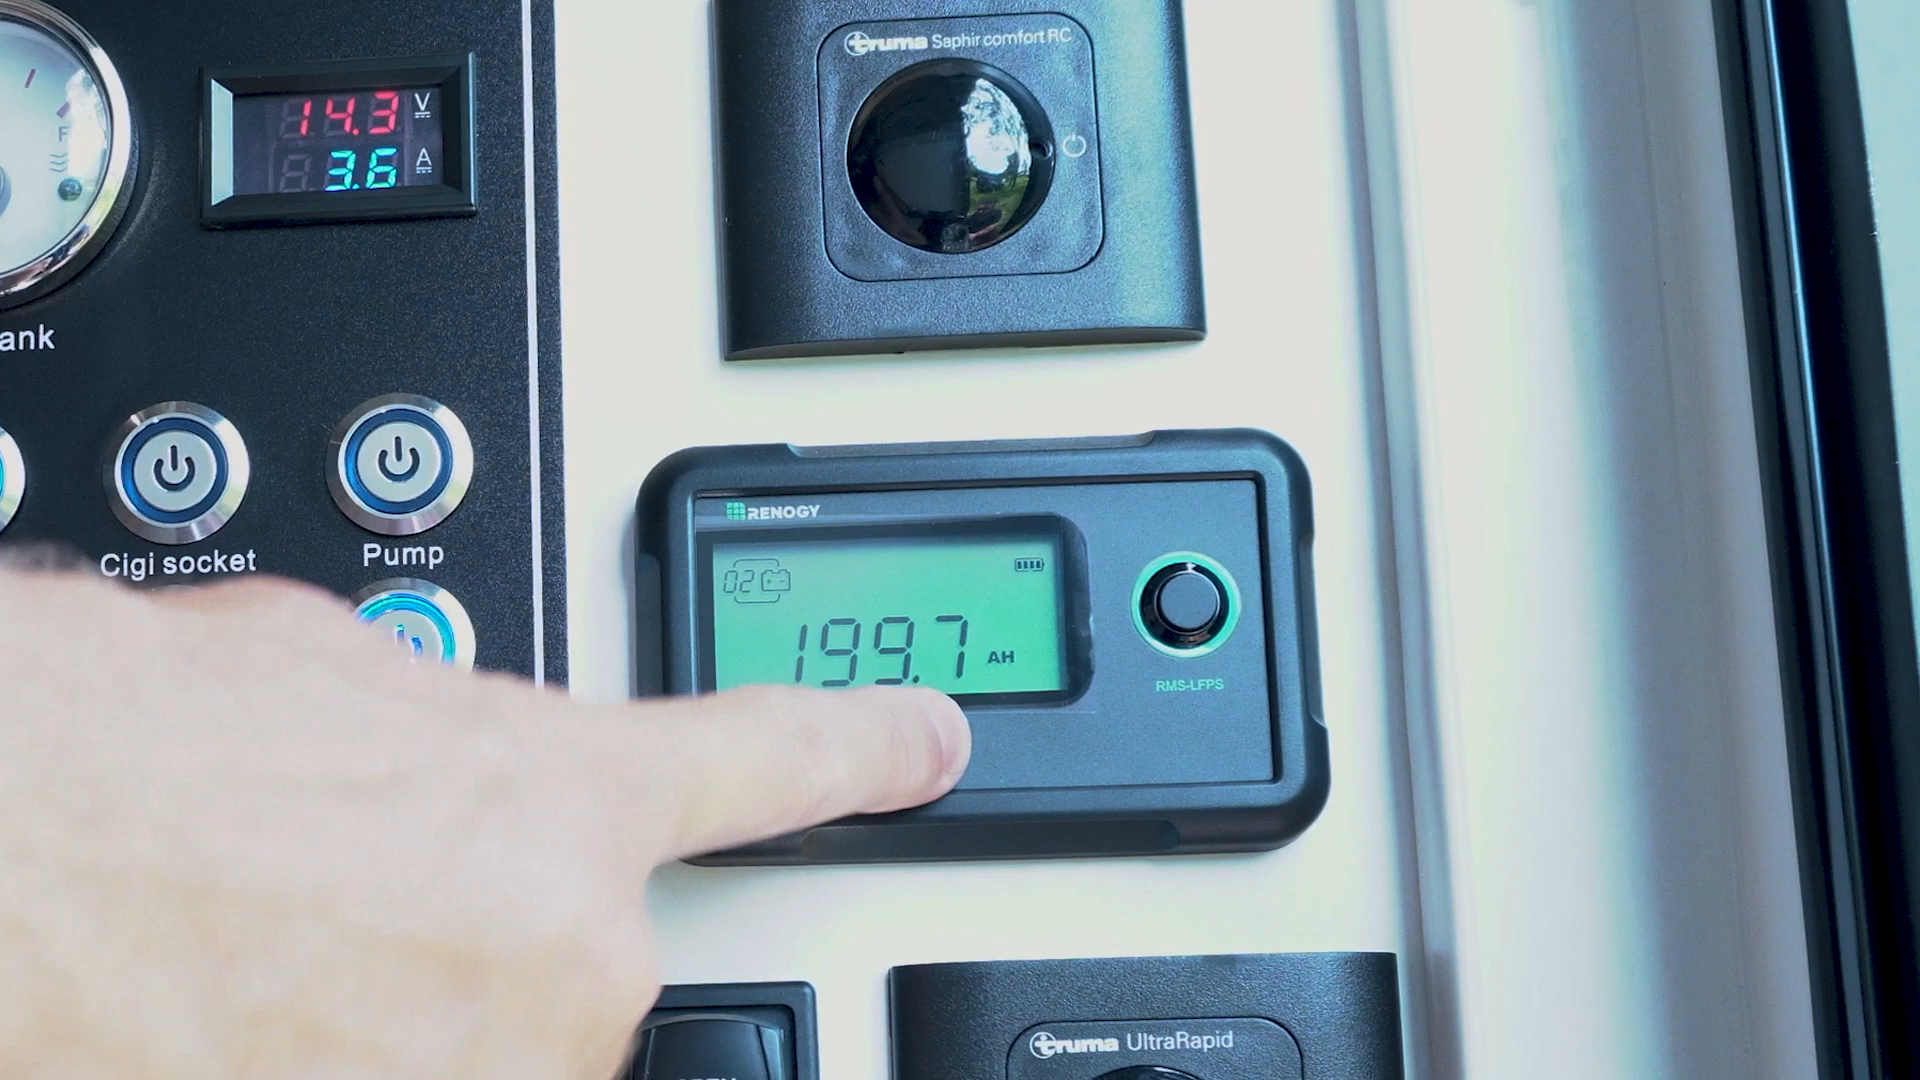 F
14.3 V
3.6 A
ank
Cigi socket
Pump
truma Saphir comfort RC
RENOGY
02
199.7 AH
RMS-LFPS
truma UltraRapid